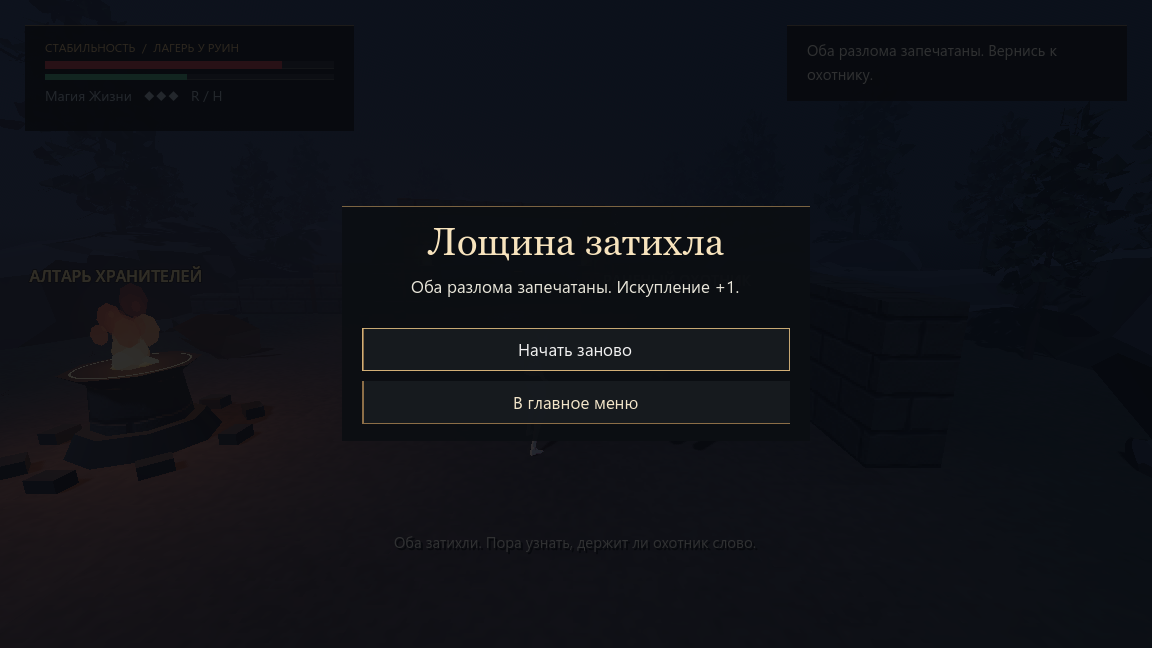 СТАБИЛЬНОСТЬ / ЛАГЕРЬ У РУИН
Магия Жизни ◆◆◆ R / H
Оба разлома запечатаны. Вернись к
охотнику.
АЛТАРЬ ХРАНИТЕЛЕЙ
Лощина затихла
Оба разлома запечатаны. Искупление +1.
Начать заново
В главное меню
Оба затихли. Пора узнать, держит ли охотник слово.